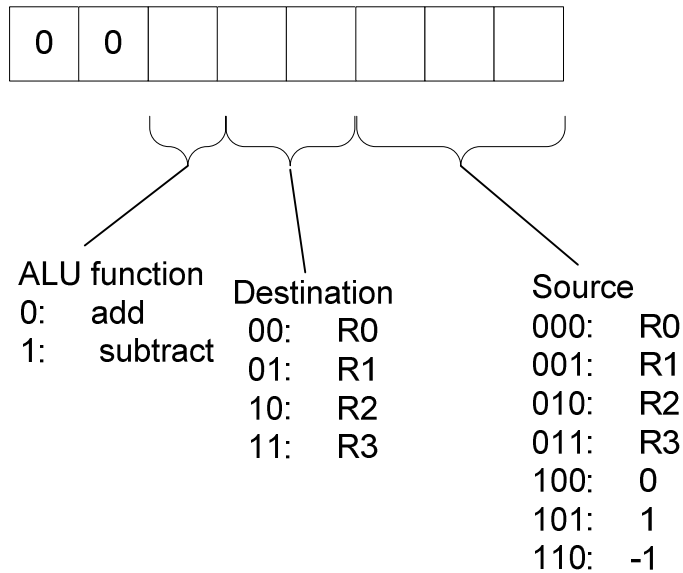 0 0
ALU function
0: add
1: subtract
Destination
00: R0
01: R1
10: R2
11: R3
Source
000: R0
001: R1
010: R2
011: R3
100: 0
101: 1
110: -1